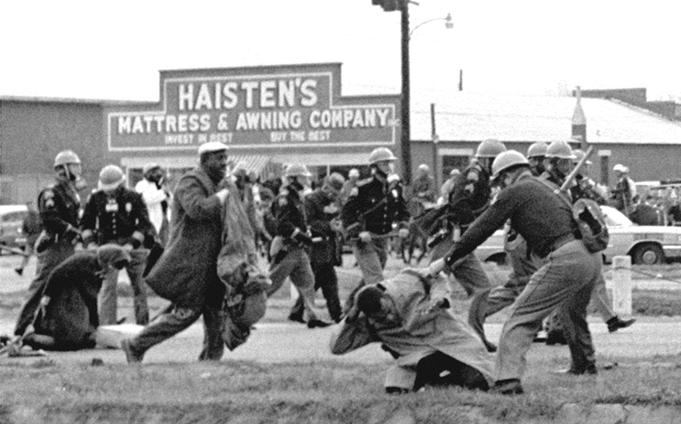 HAISTEN'S
MATTRESS & AWNING COMPANY
INVEST IN REST BUY THE BEST